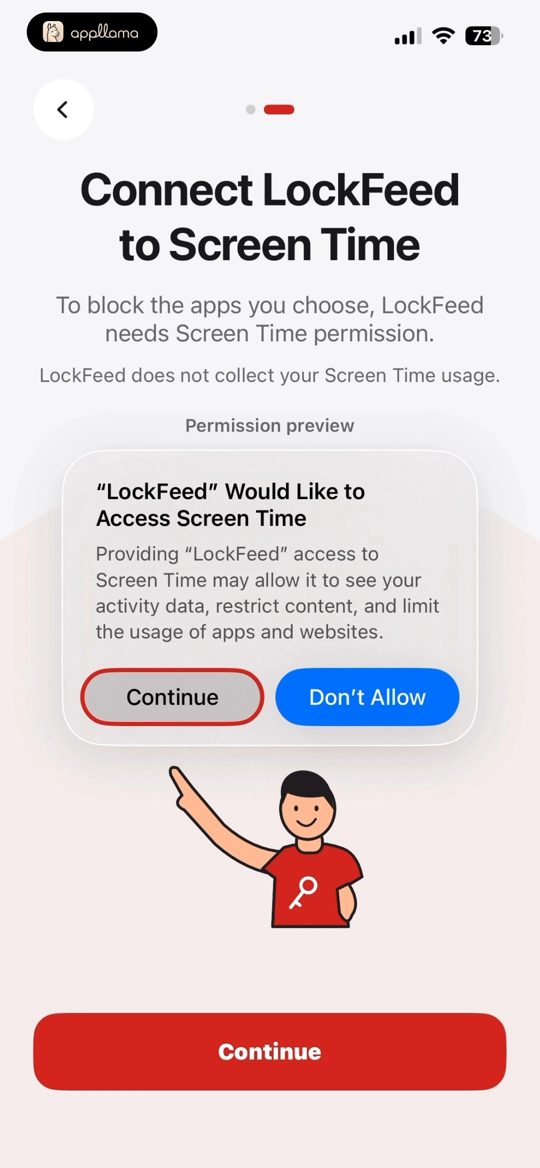 appllama
73
Connect LockFeed
to Screen Time
To block the apps you choose, LockFeed
needs Screen Time permission.
LockFeed does not collect your Screen Time usage.
Permission preview
“LockFeed” Would Like to
Access Screen Time
Providing “LockFeed” access to
Screen Time may allow it to see your
activity data, restrict content, and limit
the usage of apps and websites.
Continue
Don’t Allow
Continue